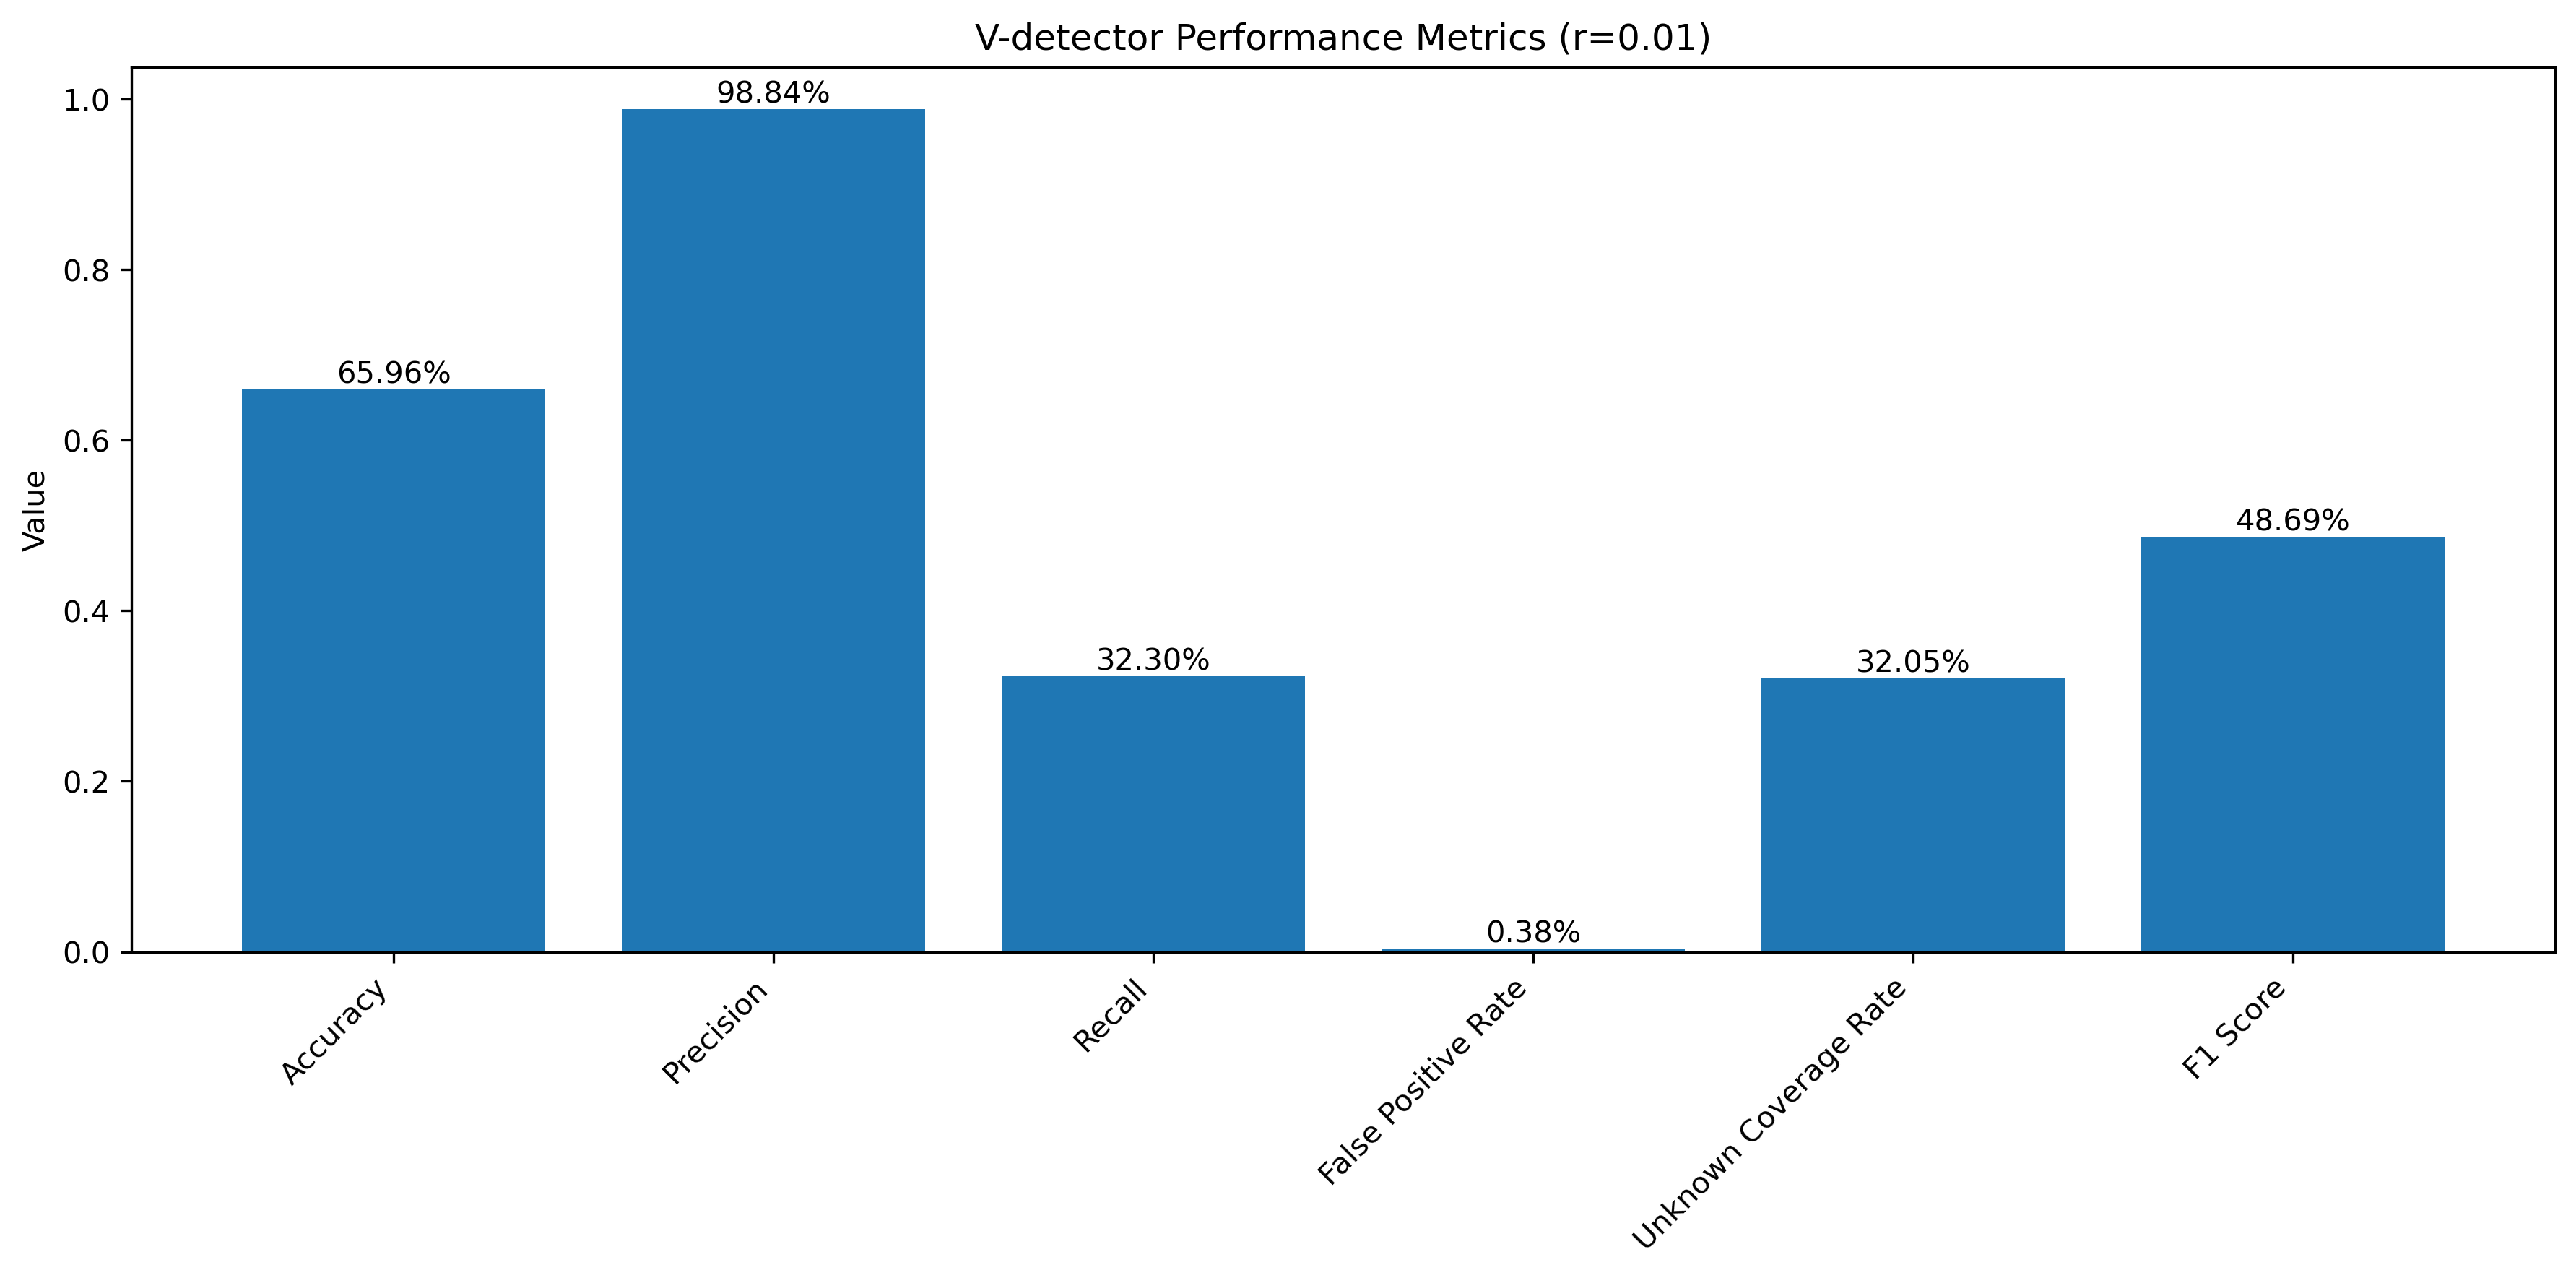 V-detector Performance Metrics (r=0.01)
Value
1.0
0.8
0.6
0.4
0.2
0.0
65.96%
98.84%
32.30%
0.38%
32.05%
48.69%
Accuracy
Precision
Recall
False Positive Rate
Unknown Coverage Rate
F1 Score